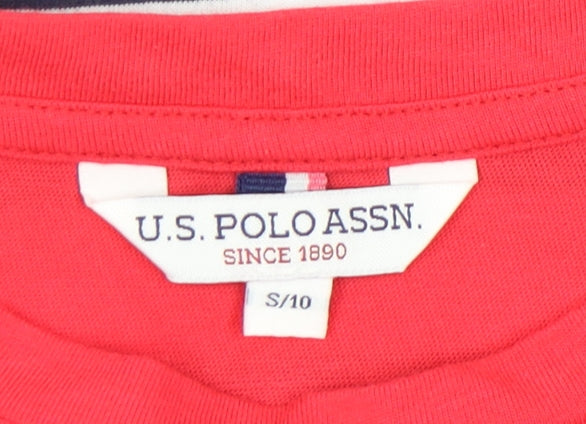 U.S. POLO ASSN.
SINCE 1890
S/10